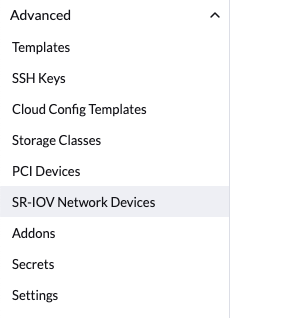 Advanced
Templates
SSH Keys
Cloud Config Templates
Storage Classes
PCI Devices
SR-IOV Network Devices
Addons
Secrets
Settings